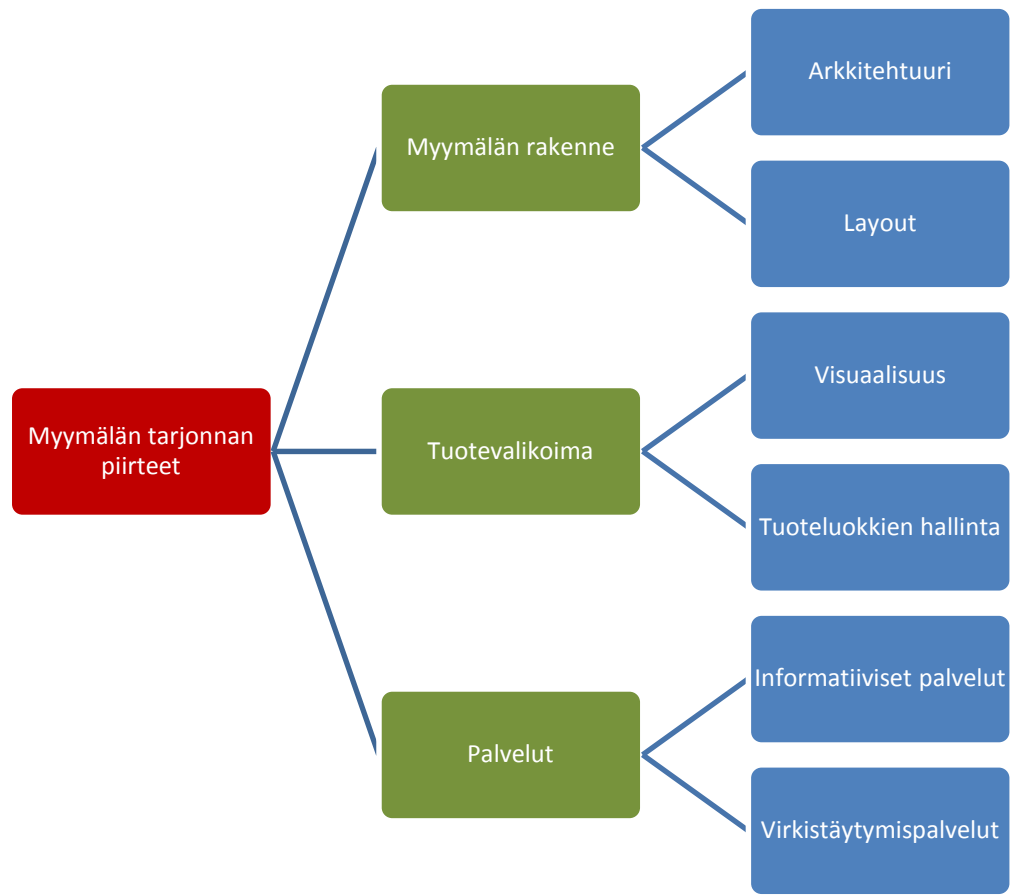 Myymälän tarjonnan
piirteet
Myymälän rakenne
Arkkitehtuuri
Layout
Tuotevalikoima
Visuaalisuus
Tuoteluokkien hallinta
Palvelut
Informatiiviset palvelut
Virkistäytymispalvelut